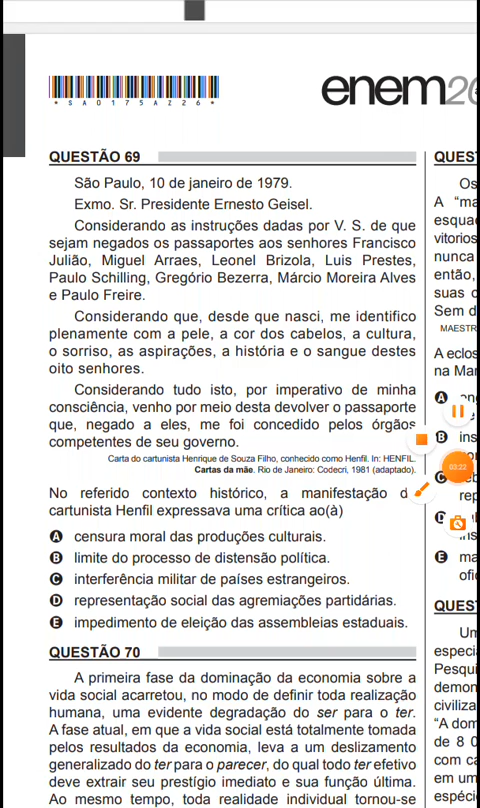 *SA0175AZ26*
enem20
QUESTÃO 69
São Paulo, 10 de janeiro de 1979.
Exmo. Sr. Presidente Ernesto Geisel.
Considerando as instruções dadas por V. S. de que
sejam negados os passaportes aos senhores Francisco
Julião, Miguel Arraes, Leonel Brizola, Luis Prestes,
Paulo Schilling, Gregório Bezerra, Márcio Moreira Alves
e Paulo Freire.
Considerando que, desde que nasci, me identifico
plenamente com a pele, a cor dos cabelos, a cultura,
o sorriso, as aspirações, a história e o sangue destes
oito senhores.
Considerando tudo isto, por imperativo de minha
consciência, venho por meio desta devolver o passaporte
que, negado a eles, me foi concedido pelos órgãos
competentes de seu governo.
Carta do cartunista Henrique de Souza Filho, conhecido como Henfil. In: HENFIL.
Cartas da mãe. Rio de Janeiro: Codecri, 1981 (adaptado).
No referido contexto histórico, a manifestação d
cartunista Henfil expressava uma crítica ao(à)
A censura moral das produções culturais.
B limite do processo de distensão política.
C interferência militar de países estrangeiros.
D representação social das agremiações partidárias.
E impedimento de eleição das assembleias estaduais.
QUESTÃO 70
A primeira fase da dominação da economia sobre a
vida social acarretou, no modo de definir toda realização
humana, uma evidente degradação do ser para o ter.
A fase atual, em que a vida social está totalmente tomada
pelos resultados da economia, leva a um deslizamento
generalizado do ter para o parecer, do qual todo ter efetivo
deve extrair seu prestígio imediato e sua função última.
Ao mesmo tempo, toda realidade individual tornou-se
QUES
Os
A "ma
esqua
vitorios
nunca
então,
suas c
Sem d
MAESTR
A eclos
na Mar
A
B ins
03:22
C
rep
D
ins
E ma
ofic
QUES
Um
especia
Pesqui
demon
civiliza
"A dom
de 8 0
com ca
em um
espéci